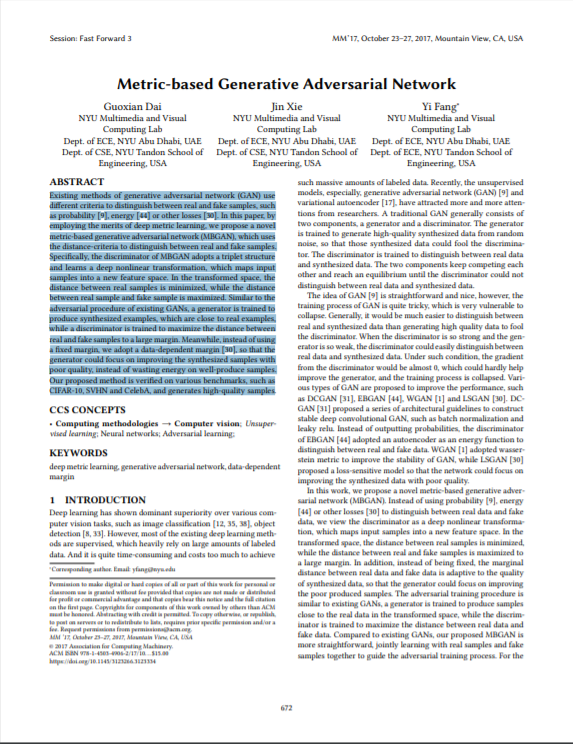 Session: Fast Forward 3
MM'17, October 23–27, 2017, Mountain View, CA, USA
Metric-based Generative Adversarial Network
Guoxian Dai
NYU Multimedia and Visual
Computing Lab
Dept. of ECE, NYU Abu Dhabi, UAE
Dept. of CSE, NYU Tandon School of
Engineering, USA
Jin Xie
NYU Multimedia and Visual
Computing Lab
Dept. of ECE, NYU Abu Dhabi, UAE
Dept. of CSE, NYU Tandon School of
Engineering, USA
Yi Fang*
NYU Multimedia and Visual
Computing Lab
Dept. of ECE, NYU Abu Dhabi, UAE
Dept. of ECE, NYU Tandon School of
Engineering, USA
ABSTRACT
Existing methods of generative adversarial network (GAN) use
different criteria to distinguish between real and fake samples, such
as probability [9], energy [44] or other losses [30]. In this paper, by
employing the merits of deep metric learning, we propose a novel
metric-based generative adversarial network (MBGAN), which uses
the distance-criteria to distinguish between real and fake samples.
Specifically, the discriminator of MBGAN adopts a triplet structure
and learns a deep nonlinear transformation, which maps input
samples into a new feature space. In the transformed space, the
distance between real samples is minimized, while the distance
between real sample and fake sample is maximized. Similar to the
adversarial procedure of existing GANs, a generator is trained to
produce synthesized examples, which are close to real examples,
while a discriminator is trained to maximize the distance between
real and fake samples to a large margin. Meanwhile, instead of using
a fixed margin, we adopt a data-dependent margin [30], so that the
generator could focus on improving the synthesized samples with
poor quality, instead of wasting energy on well-produce samples.
Our proposed method is verified on various benchmarks, such as
CIFAR-10, SVHN and CelebA, and generates high-quality samples.
CCS CONCEPTS
• Computing methodologies → Computer vision; Unsuper-
vised learning; Neural networks; Adversarial learning;
KEYWORDS
deep metric learning, generative adversarial network, data-dependent
margin
1 INTRODUCTION
Deep learning has shown dominant superiority over various com-
puter vision tasks, such as image classification [12, 35, 38], object
detection [8, 33]. However, most of the existing deep learning meth-
ods are supervised, which heavily rely on large amounts of labeled
data. And it is quite time-consuming and costs too much to achieve
*Corresponding author. Email: yfang@nyu.edu
Permission to make digital or hard copies of all or part of this work for personal or
classroom use is granted without fee provided that copies are not made or distributed
for profit or commercial advantage and that copies bear this notice and the full citation
on the first page. Copyrights for components of this work owned by others than ACM
must be honored. Abstracting with credit is permitted. To copy otherwise, or republish,
to post on servers or to redistribute to lists, requires prior specific permission and/or a
fee. Request permissions from permissions@acm.org.
MM '17, October 23–27, 2017, Mountain View, CA, USA
© 2017 Association for Computing Machinery.
ACM ISBN 978-1-4503-4906-2/17/10...$15.00
https://doi.org/10.1145/3123266.3123334
such massive amounts of labeled data. Recently, the unsupervised
models, especially, generative adversarial network (GAN) [9] and
variational autoencoder [17], have attracted more and more atten-
tions from researchers. A traditional GAN generally consists of
two components, a generator and a discriminator. The generator
is trained to generate high-quality synthesized data from random
noise, so that those synthesized data could fool the discrimina-
tor. The discriminator is trained to distinguish between real data
and synthesized data. The two components keep competing each
other and reach an equilibrium until the discriminator could not
distinguish between real data and synthesized data.
The idea of GAN [9] is straightforward and nice, however, the
training process of GAN is quite tricky, which is very vulnerable to
collapse. Generally, it would be much easier to distinguish between
real and synthesized data than generating high quality data to fool
the discriminator. When the discriminator is so strong and the gen-
erator is so weak, the discriminator could easily distinguish between
real data and synthesized data. Under such condition, the gradient
from the discriminator would be almost 0, which could hardly help
improve the generator, and the training process is collapsed. Vari-
ous types of GAN are proposed to improve the performance, such
as DCGAN [31], EBGAN [44], WGAN [1] and LSGAN [30]. DC-
GAN [31] proposed a series of architectural guidelines to construct
stable deep convolutional GAN, such as batch normalization and
leaky relu. Instead of outputting probabilities, the discriminator
of EBGAN [44] adopted an autoencoder as an energy function to
distinguish between real and fake data. WGAN [1] adopted wasser-
stein metric to improve the stability of GAN, while LSGAN [30]
proposed a loss-sensitive model so that the network could focus on
improving the synthesized data with poor quality.
In this work, we propose a novel metric-based generative adver-
sarial network (MBGAN). Instead of using probability [9], energy
[44] or other losses [30] to distinguish between real data and fake
data, we view the discriminator as a deep nonlinear transforma-
tion, which maps input samples into a new feature space. In the
transformed space, the distance between real samples is minimized,
while the distance between real and fake samples is maximized to
a large margin. In addition, instead of being fixed, the marginal
distance between real data and fake data is adaptive to the quality
of synthesized data, so that the generator could focus on improving
the poor produced samples. The adversarial training procedure is
similar to existing GANs, a generator is trained to produce samples
close to the real data in the transformed space, while the discrim-
inator is trained to maximize the distance between real data and
fake data. Compared to existing GANs, our proposed MBGAN is
more straightforward, jointly learning with real samples and fake
samples together to guide the adversarial training process. For the
672